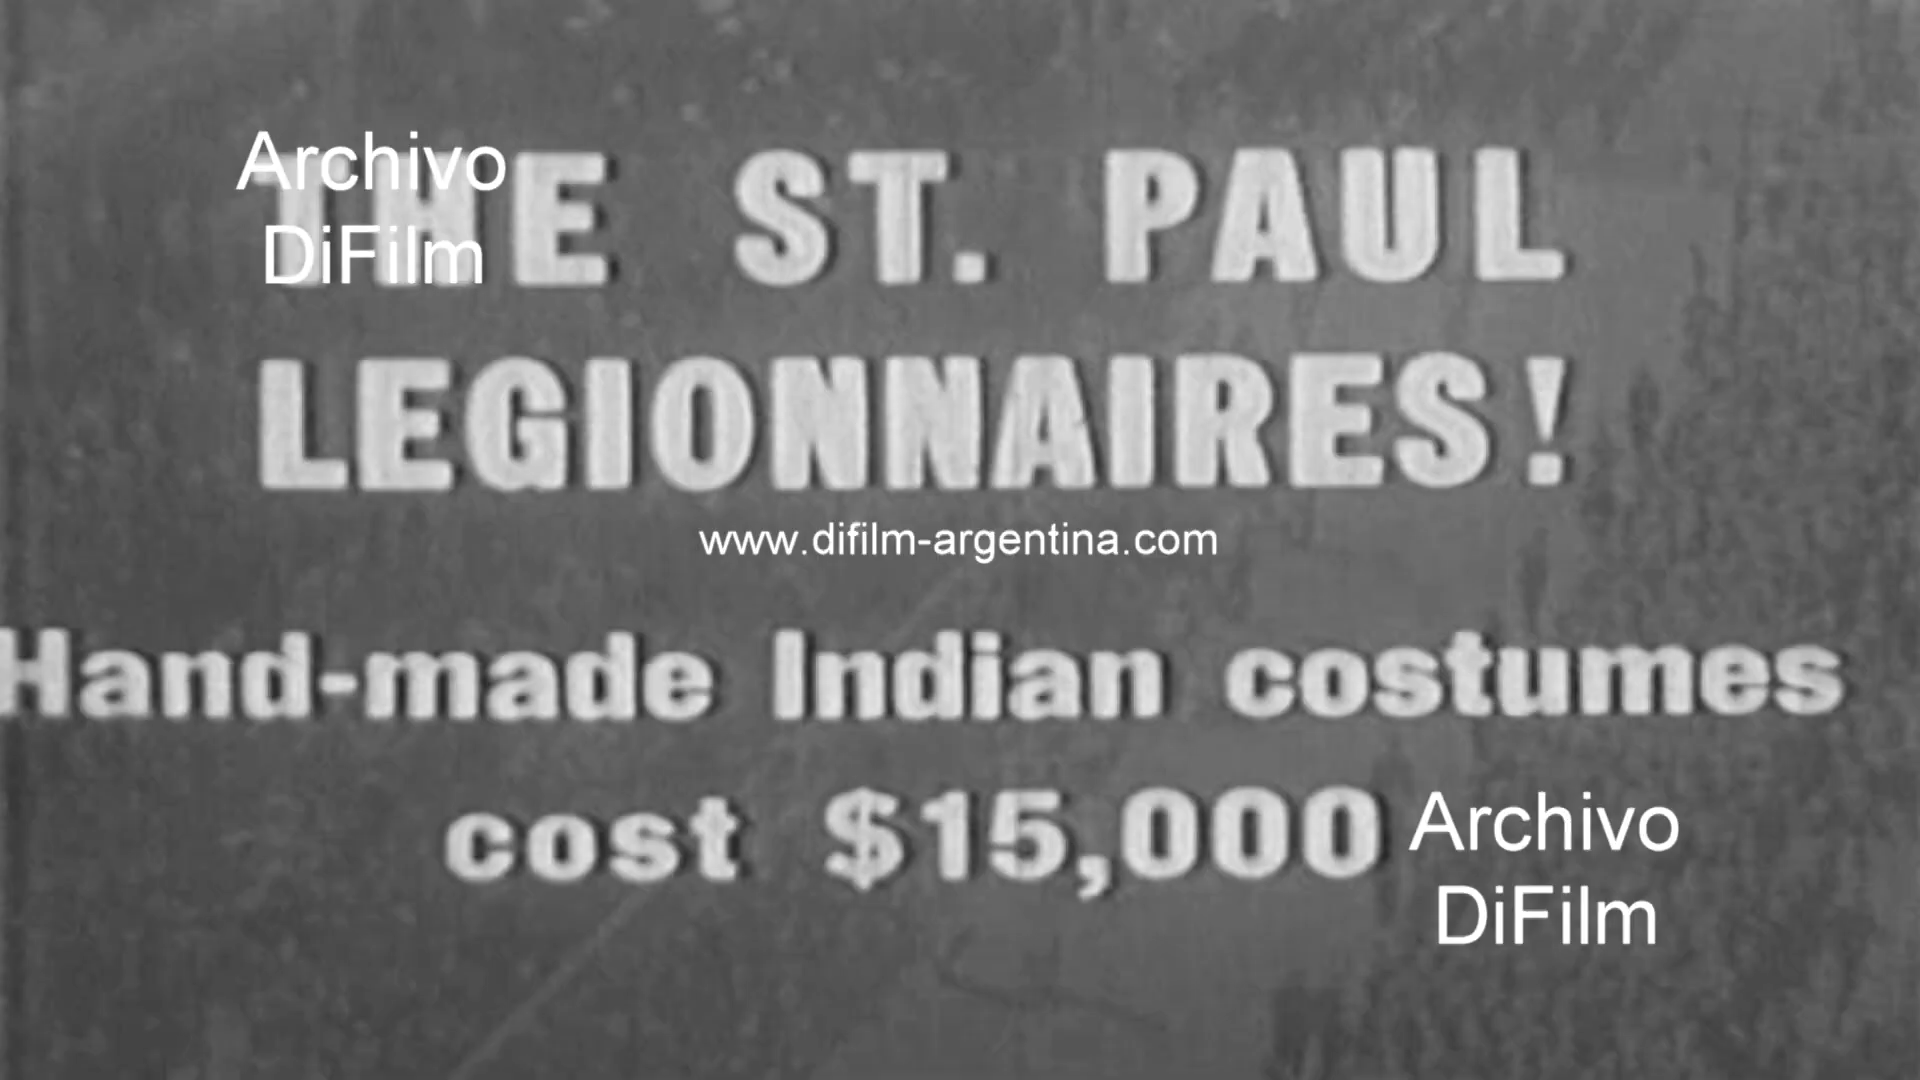 Archivo
DiFilm
THE ST. PAUL
LEGIONNAIRES!
www.difilm-argentina.com
Hand-made Indian costumes
cost $15,000
Archivo
DiFilm